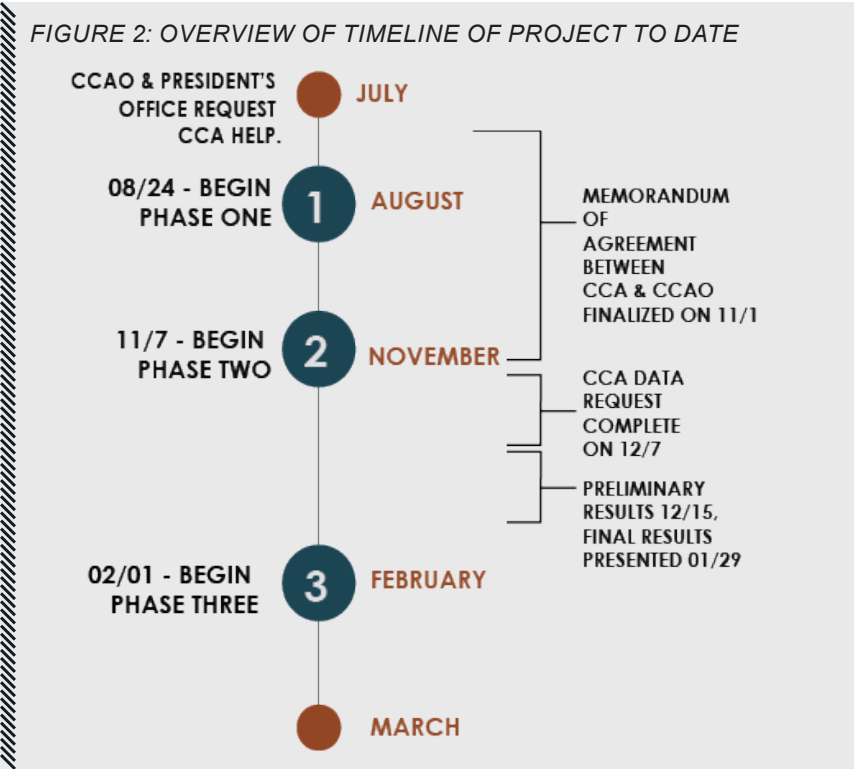 FIGURE 2: OVERVIEW OF TIMELINE OF PROJECT TO DATE
CCAO & PRESIDENT'S
OFFICE REQUEST
CCA HELP.
JULY
08/24 - BEGIN
PHASE ONE
1
AUGUST
MEMORANDUM
OF
AGREEMENT
BETWEEN
CCA & CCAO
FINALIZED ON 11/1
11/7 - BEGIN
PHASE TWO
2
NOVEMBER
CCA DATA
REQUEST
COMPLETE
ON 12/7
PRELIMINARY
RESULTS 12/15,
FINAL RESULTS
PRESENTED 01/29
02/01 - BEGIN
PHASE THREE
3
FEBRUARY
MARCH